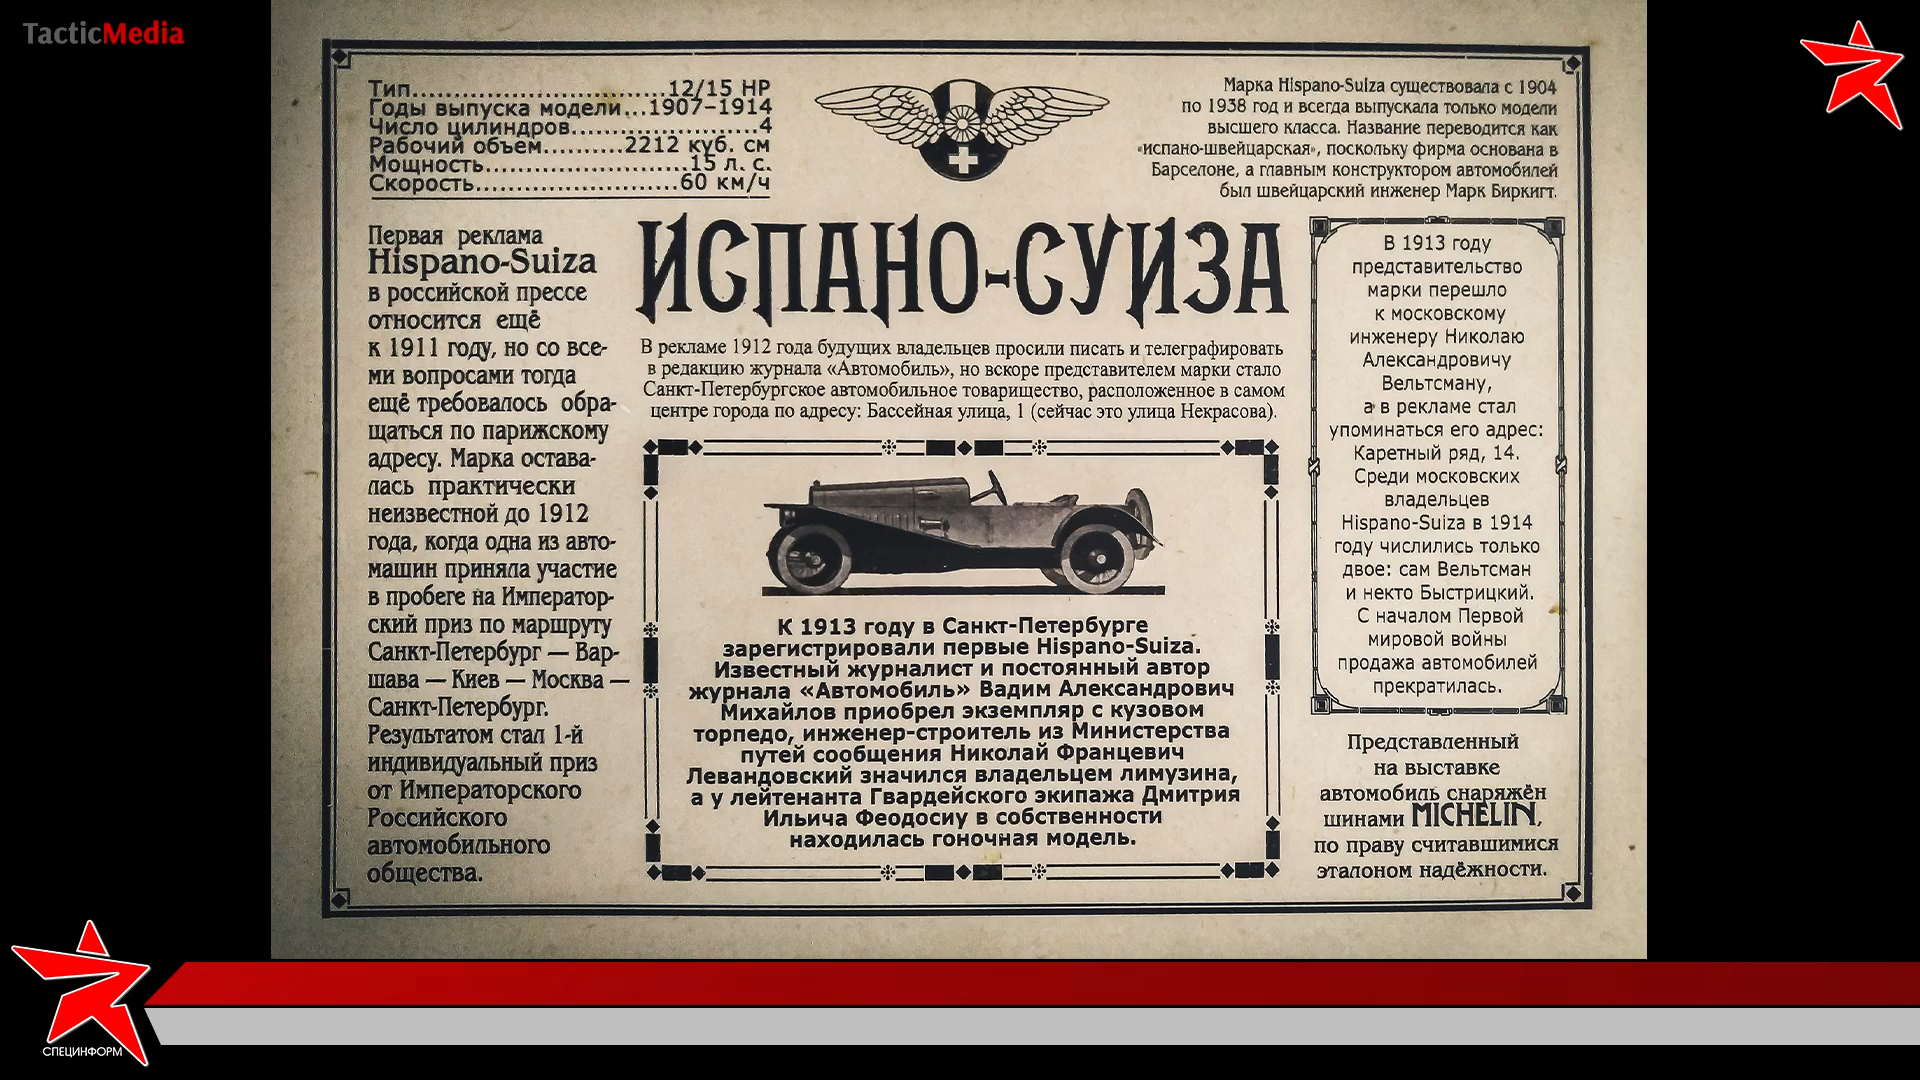 TacticMedia
Тип..............................12/15 HP
Годы выпуска модели...1907–1914
Число цилиндров.........................4
Рабочий объем..........2212 куб. см
Мощность...........................15 л. с.
Скорость...........................60 км/ч
Марка Hispano-Suiza существовала с 1904
по 1938 год и всегда выпускала только модели
высшего класса. Название переводится как
«испано-швейцарская», поскольку фирма основана в
Барселоне, а главным конструктором автомобилей
был швейцарский инженер Марк Биркигт.
ИСПАНО-СУИЗА
Первая реклама
Hispano-Suiza
в российской прессе
относится ещё
к 1911 году, но со все-
ми вопросами тогда
ещё требовалось обра-
щаться по парижскому
адресу. Марка остава-
лась практически
неизвестной до 1912
года, когда одна из авто-
машин приняла участие
в пробеге на Император-
ский приз по маршруту
Санкт-Петербург — Вар-
шава — Киев — Москва —
Санкт-Петербург.
Результатом стал 1-й
индивидуальный приз
от Императорского
Российского
автомобильного
общества.
В рекламе 1912 года будущих владельцев просили писать и телеграфировать
в редакцию журнала «Автомобиль», но вскоре представителем марки стало
Санкт-Петербургское автомобильное товарищество, расположенное в самом
центре города по адресу: Бассейная улица, 1 (сейчас это улица Некрасова).
К 1913 году в Санкт-Петербурге
зарегистрировали первые Hispano-Suiza.
Известный журналист и постоянный автор
журнала «Автомобиль» Вадим Александрович
Михайлов приобрел экземпляр с кузовом
торпедо, инженер-строитель из Министерства
путей сообщения Николай Францевич
Левандовский значился владельцем лимузина,
а у лейтенанта Гвардейского экипажа Дмитрия
Ильича Феодосиу в собственности
находилась гоночная модель.
В 1913 году
представительство
марки перешло
к московскому
инженеру Николаю
Александровичу
Вельтсману,
а в рекламе стал
упоминаться его адрес:
Каретный ряд, 14.
Среди московских
владельцев
Hispano-Suiza в 1914
году числились только
двое: сам Вельтсман
и некто Быстрицкий.
С началом Первой
мировой войны
продажа автомобилей
прекратилась.
Представленный
на выставке
автомобиль снаряжён
шинами MICHELIN,
по праву считавшимися
эталоном надёжности.
СПЕЦИНФОРМ